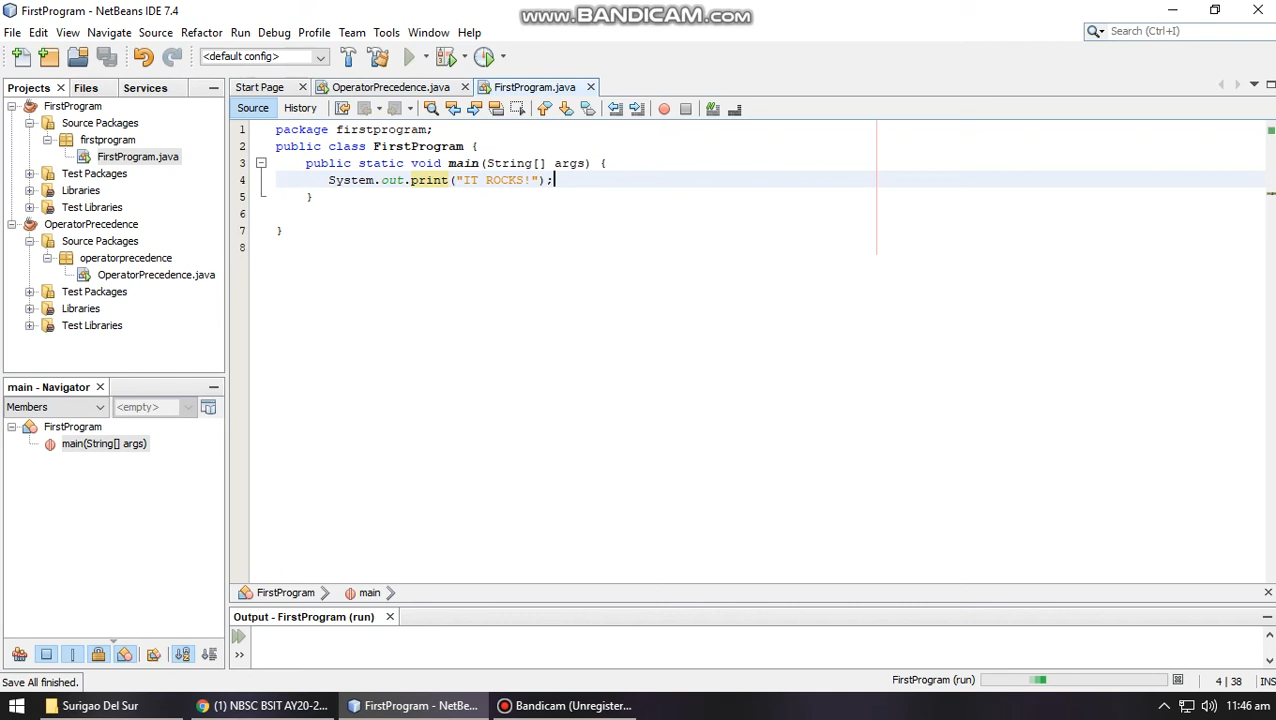 FirstProgram - NetBeans IDE 7.4
www.BANDICAM.com
File Edit View Navigate Source Refactor Run Debug Profile Team Tools Window Help
Search (Ctrl+I)
<default config>
Projects Files Services
Start Page OperatorPrecedence.java FirstProgram.java
Source History
FirstProgram
Source Packages
firstprogram
FirstProgram.java
Test Packages
Libraries
Test Libraries
OperatorPrecedence
Source Packages
operatorprecedence
OperatorPrecedence.java
Test Packages
Libraries
Test Libraries
1 package firstprogram;
2 public class FirstProgram {
3 public static void main(String[] args) {
4 System.out.print("IT ROCKS!");
5 }
6
7 }
8
main - Navigator
Members <empty>
FirstProgram
main(String[] args)
FirstProgram main
Output - FirstProgram (run)
Save All finished.
FirstProgram (run) 4 | 38 INS
Surigao Del Sur (1) NBSC BSIT AY20-2... FirstProgram - NetBe... Bandicam (Unregister... 11:46 am